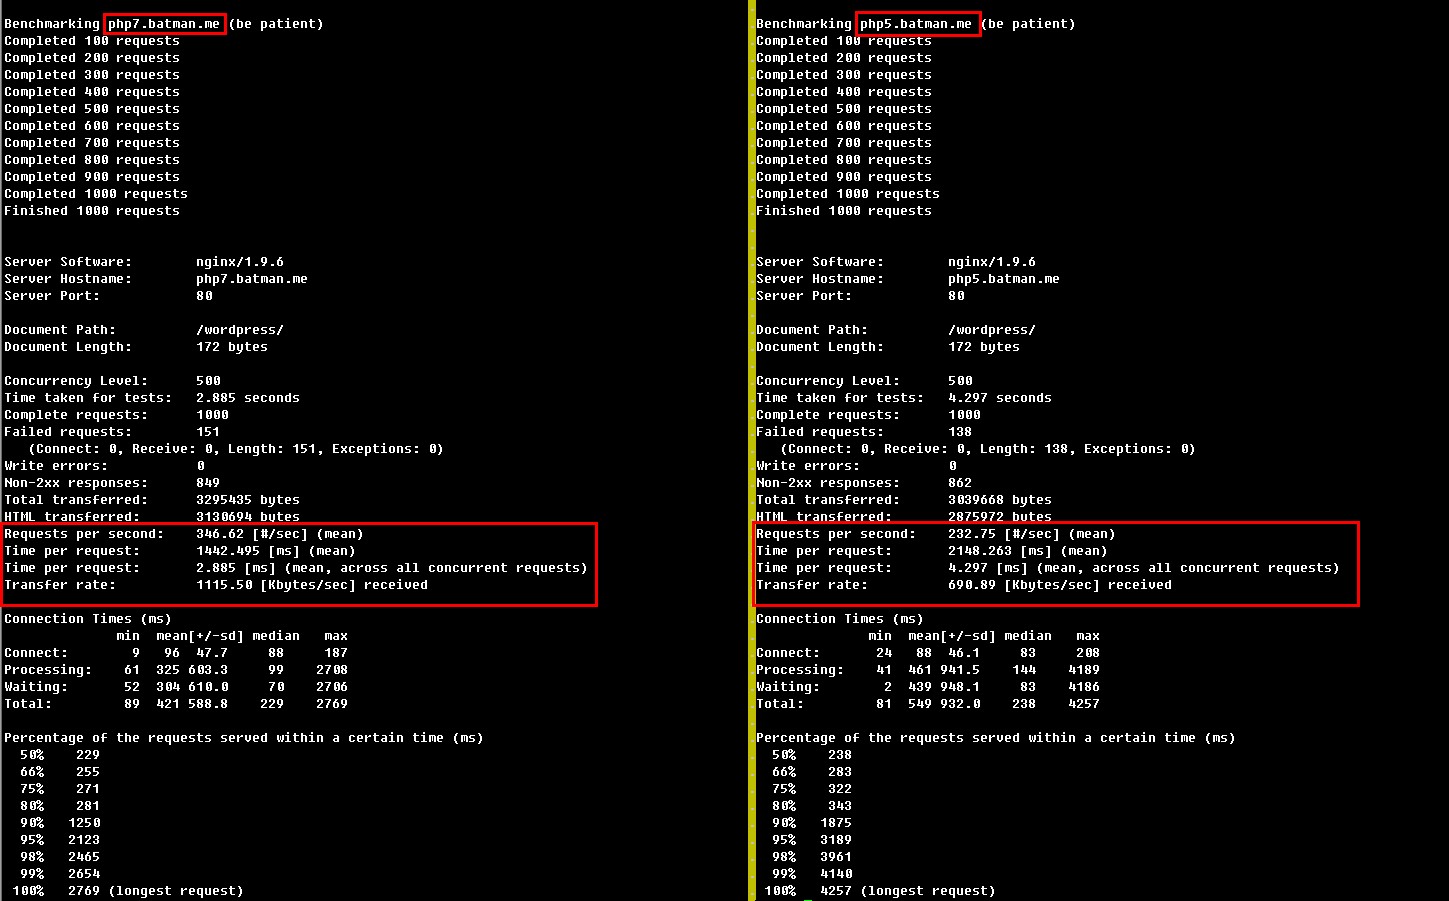 Benchmarking php7.batman.me (be patient)
Completed 100 requests
Completed 200 requests
Completed 300 requests
Completed 400 requests
Completed 500 requests
Completed 600 requests
Completed 700 requests
Completed 800 requests
Completed 900 requests
Completed 1000 requests
Finished 1000 requests
Server Software: nginx/1.9.6
Server Hostname: php7.batman.me
Server Port: 80
Document Path: /wordpress/
Document Length: 172 bytes
Concurrency Level: 500
Time taken for tests: 2.885 seconds
Complete requests: 1000
Failed requests: 151
(Connect: 0, Receive: 0, Length: 151, Exceptions: 0)
Write errors: 0
Non-2xx responses: 849
Total transferred: 3295435 bytes
HTML transferred: 3130694 bytes
Requests per second: 346.62 [#/sec] (mean)
Time per request: 1442.495 [ms] (mean)
Time per request: 2.885 [ms] (mean, across all concurrent requests)
Transfer rate: 1115.50 [Kbytes/sec] received
Connection Times (ms)
min mean[+/-sd] median max
Connect: 9 96 47.7 88 187
Processing: 61 325 603.3 99 2708
Waiting: 52 304 610.0 70 2706
Total: 89 421 588.8 229 2769
Percentage of the requests served within a certain time (ms)
50% 229
66% 255
75% 271
80% 281
90% 1250
95% 2123
98% 2465
99% 2654
100% 2769 (longest request)
Benchmarking php5.batman.me (be patient)
Completed 100 requests
Completed 200 requests
Completed 300 requests
Completed 400 requests
Completed 500 requests
Completed 600 requests
Completed 700 requests
Completed 800 requests
Completed 900 requests
Completed 1000 requests
Finished 1000 requests
Server Software: nginx/1.9.6
Server Hostname: php5.batman.me
Server Port: 80
Document Path: /wordpress/
Document Length: 172 bytes
Concurrency Level: 500
Time taken for tests: 4.297 seconds
Complete requests: 1000
Failed requests: 138
(Connect: 0, Receive: 0, Length: 138, Exceptions: 0)
Write errors: 0
Non-2xx responses: 862
Total transferred: 3039668 bytes
HTML transferred: 2875972 bytes
Requests per second: 232.75 [#/sec] (mean)
Time per request: 2148.263 [ms] (mean)
Time per request: 4.297 [ms] (mean, across all concurrent requests)
Transfer rate: 690.89 [Kbytes/sec] received
Connection Times (ms)
min mean[+/-sd] median max
Connect: 24 88 46.1 83 208
Processing: 41 461 941.5 144 4189
Waiting: 2 439 948.1 83 4186
Total: 81 549 932.0 238 4257
Percentage of the requests served within a certain time (ms)
50% 238
66% 283
75% 322
80% 343
90% 1875
95% 3189
98% 3961
99% 4140
100% 4257 (longest request)